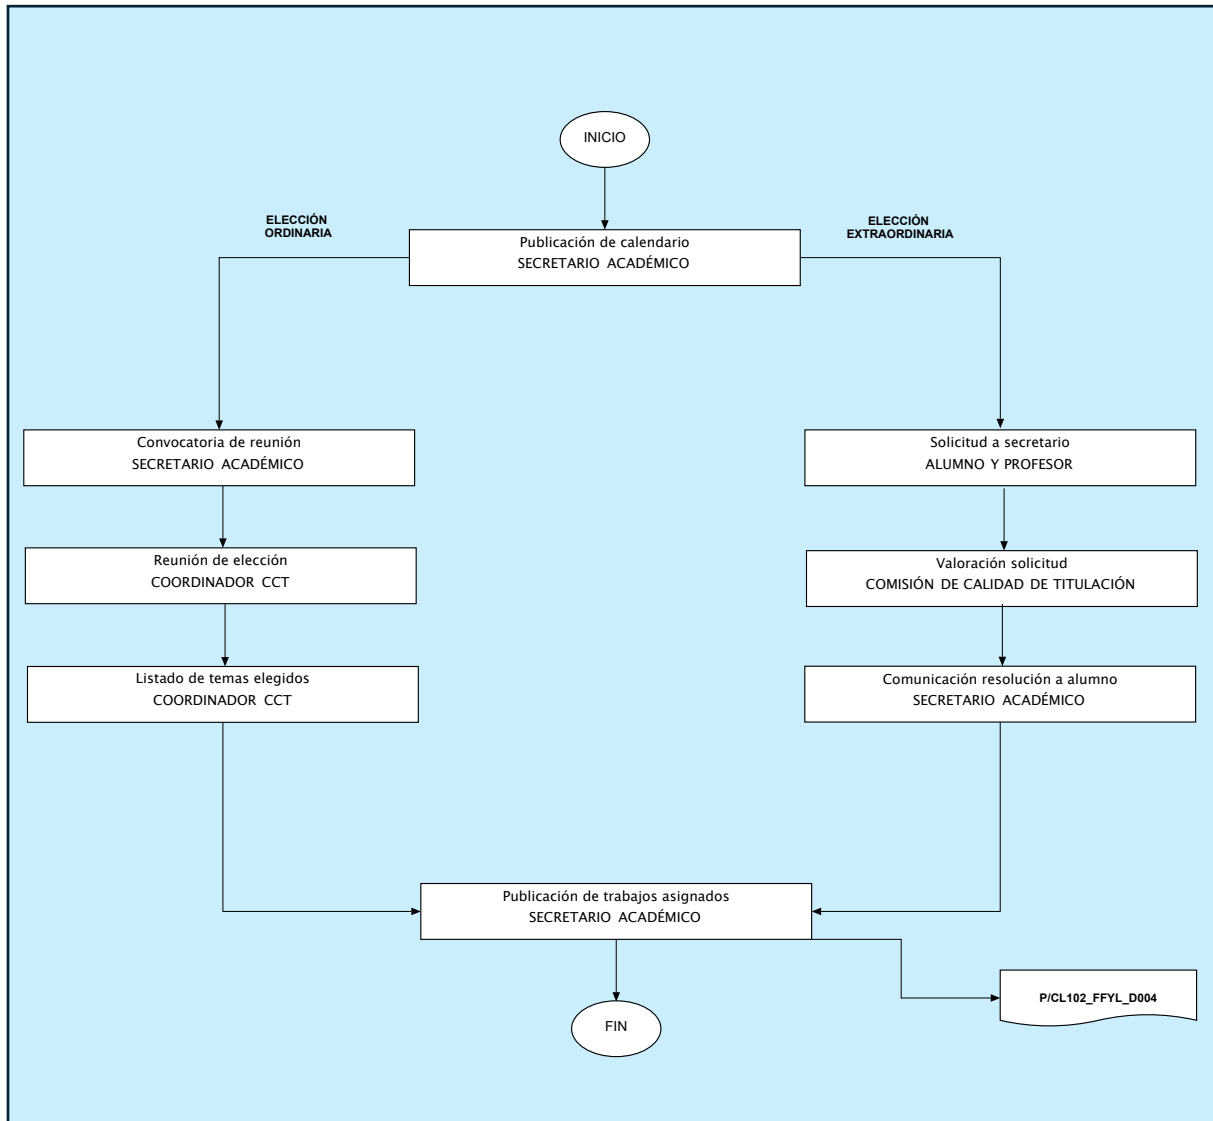 INICIO
ELECCIÓN
ORDINARIA
ELECCIÓN
EXTRAORDINARIA
Publicación de calendario
SECRETARIO ACADÉMICO
Convocatoria de reunión
SECRETARIO ACADÉMICO
Solicitud a secretario
ALUMNO Y PROFESOR
Reunión de elección
COORDINADOR CCT
Valoración solicitud
COMISIÓN DE CALIDAD DE TITULACIÓN
Listado de temas elegidos
COORDINADOR CCT
Comunicación resolución a alumno
SECRETARIO ACADÉMICO
Publicación de trabajos asignados
SECRETARIO ACADÉMICO
P/CL102_FFYL_D004
FIN